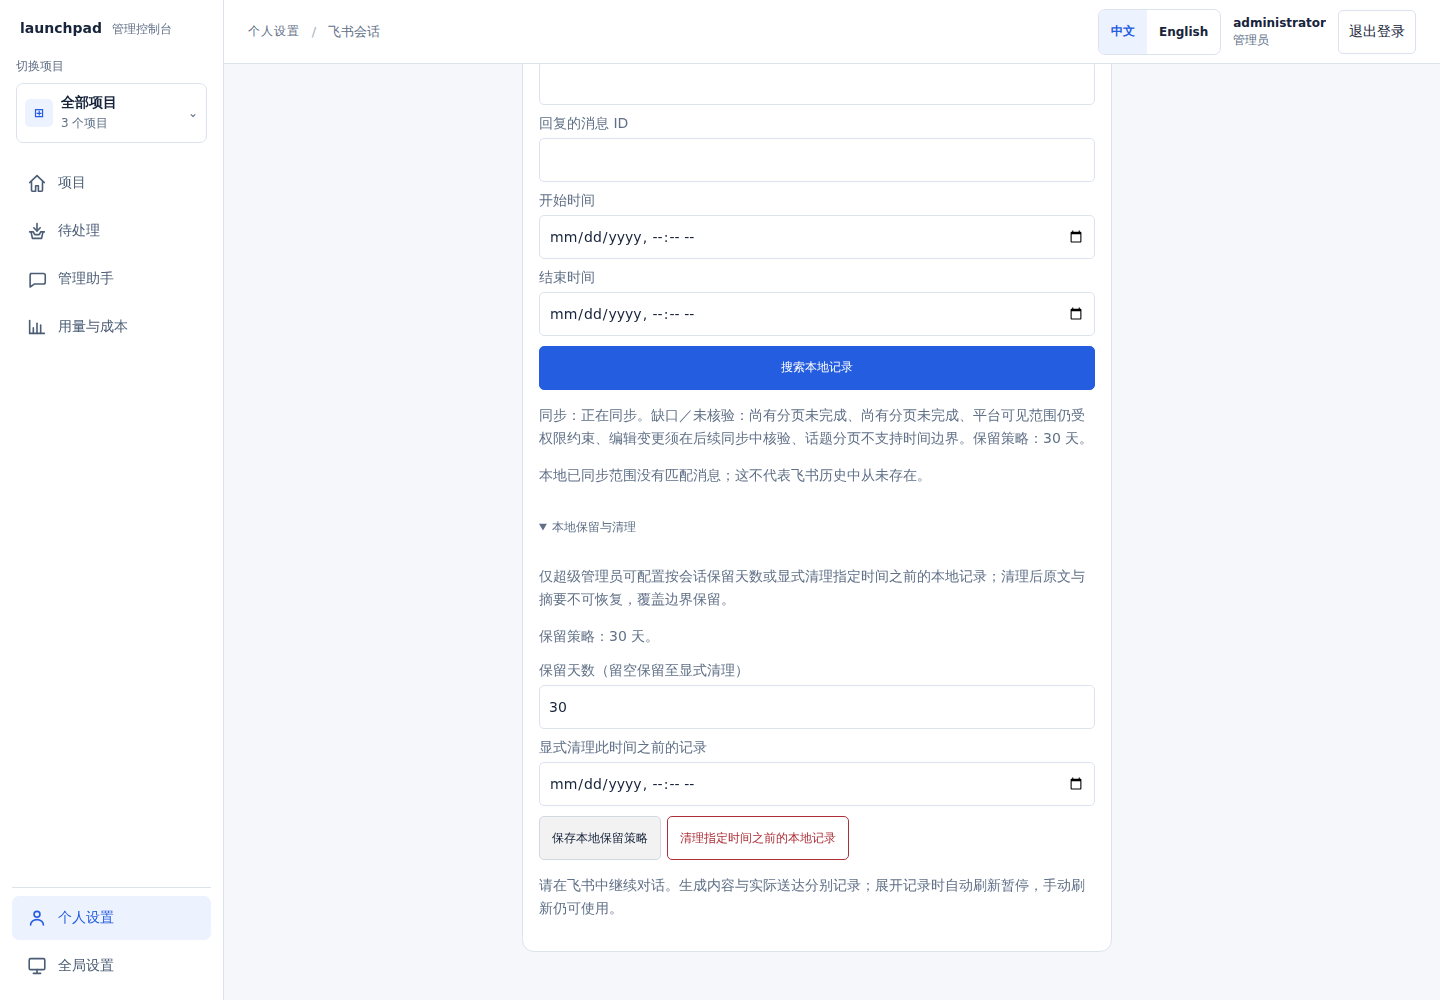 launchpad 管理控制台
切换项目
全部项目
3 个项目
项目
待处理
管理助手
用量与成本
个人设置
全局设置
个人设置 / 飞书会话
中文 English
administrator
管理员
退出登录
回复的消息 ID
开始时间
mm/dd/yyyy, --:-- --
结束时间
mm/dd/yyyy, --:-- --
搜索本地记录
同步：正在同步。缺口／未核验：尚有分页未完成、尚有分页未完成、平台可见范围仍受
权限约束、编辑变更须在后续同步中核验、话题分页不支持时间边界。保留策略：30 天。
本地已同步范围没有匹配消息；这不代表飞书历史中从未存在。
▼ 本地保留与清理
仅超级管理员可配置按会话保留天数或显式清理指定时间之前的本地记录；清理后原文与
摘要不可恢复，覆盖边界保留。
保留策略：30 天。
保留天数（留空保留至显式清理）
30
显式清理此时间之前的记录
mm/dd/yyyy, --:-- --
保存本地保留策略 清理指定时间之前的本地记录
请在飞书中继续对话。生成内容与实际送达分别记录；展开记录时自动刷新暂停，手动刷
新仍可使用。